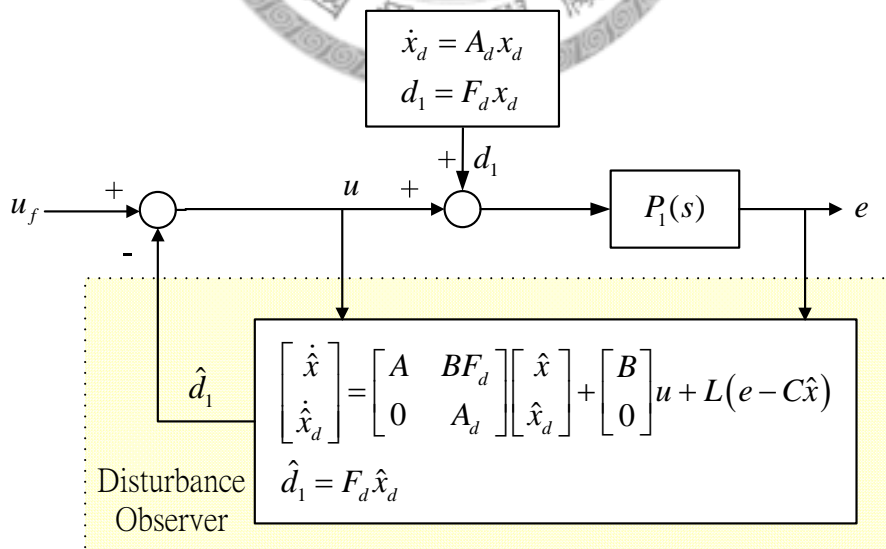 ẋ_d = A_d x_d
d_1 = F_d x_d
+ d_1
u_f + u + P_1(s) e
-
d̂_1
[ẋ̂ ; ẋ̂_d] = [A BF_d ; 0 A_d] [x̂ ; x̂_d] + [B ; 0] u + L(e − Cx̂)
d̂_1 = F_d x̂_d
Disturbance
Observer